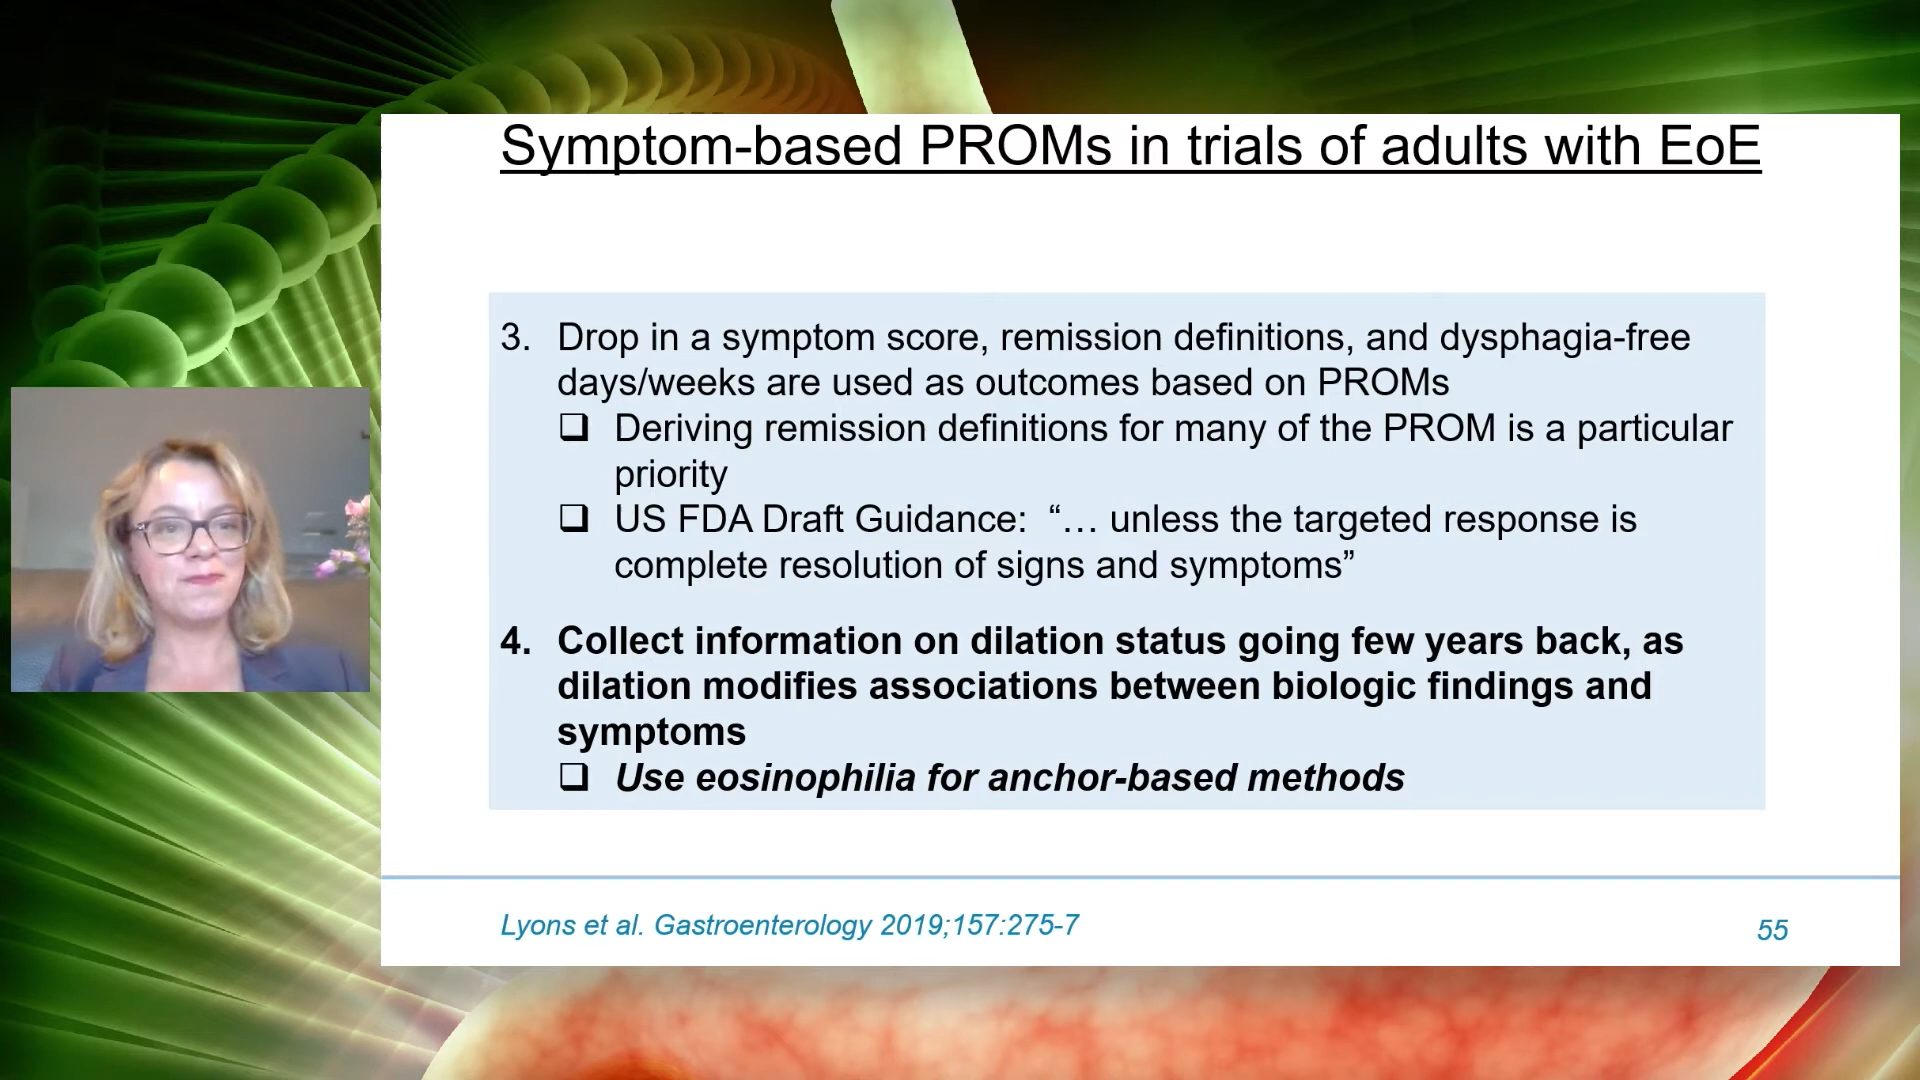 Symptom-based PROMs in trials of adults with EoE
3. Drop in a symptom score, remission definitions, and dysphagia-free
days/weeks are used as outcomes based on PROMs
❑ Deriving remission definitions for many of the PROM is a particular
priority
❑ US FDA Draft Guidance: “… unless the targeted response is
complete resolution of signs and symptoms”
4. Collect information on dilation status going few years back, as
dilation modifies associations between biologic findings and
symptoms
❑ Use eosinophilia for anchor-based methods
Lyons et al. Gastroenterology 2019;157:275-7
55